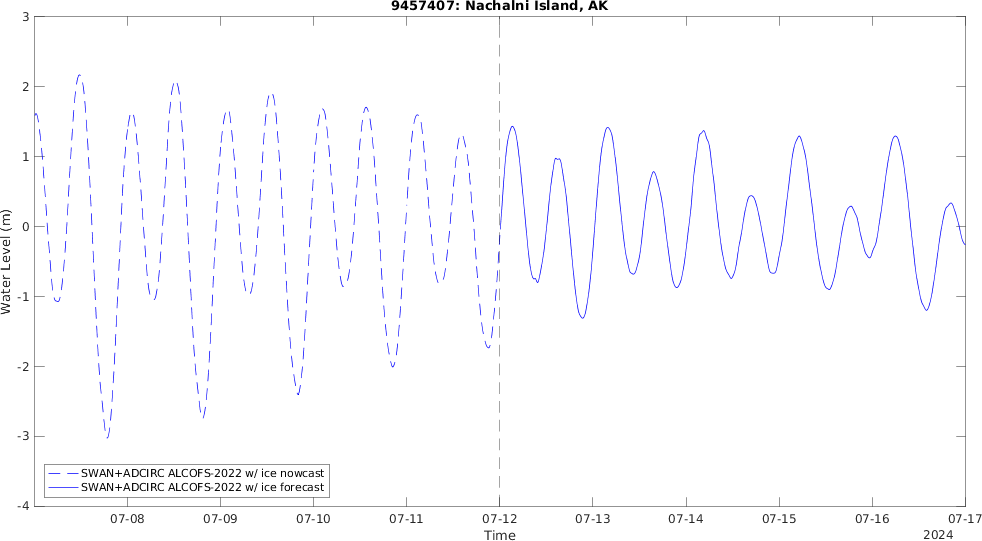 9457407: Nachalni Island, AK
3
2
1
0
-1
-2
-3
-4
Water Level (m)
SWAN+ADCIRC ALCOFS-2022 w/ ice nowcast
SWAN+ADCIRC ALCOFS-2022 w/ ice forecast
07-08 07-09 07-10 07-11 07-12 07-13 07-14 07-15 07-16 07-17
Time
2024